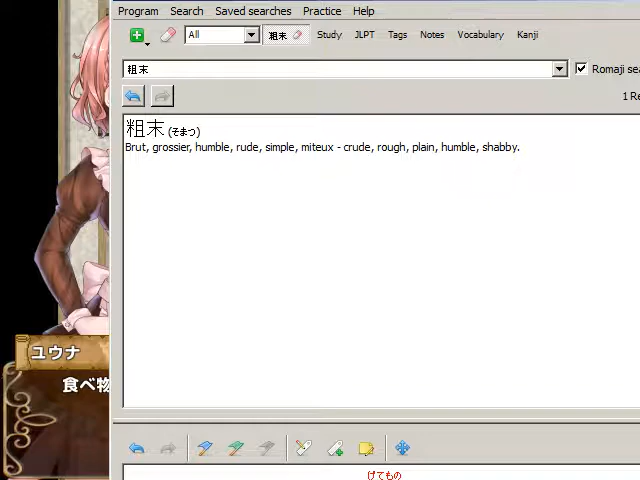 Program Search Saved searches Practice Help
All 粗末 Study JLPT Tags Notes Vocabulary Kanji
粗末 Romaji sea
1 Re
粗末 (そまつ)
Brut, grossier, humble, rude, simple, miteux - crude, rough, plain, humble, shabby.
ユウナ
食べ物
げてもの